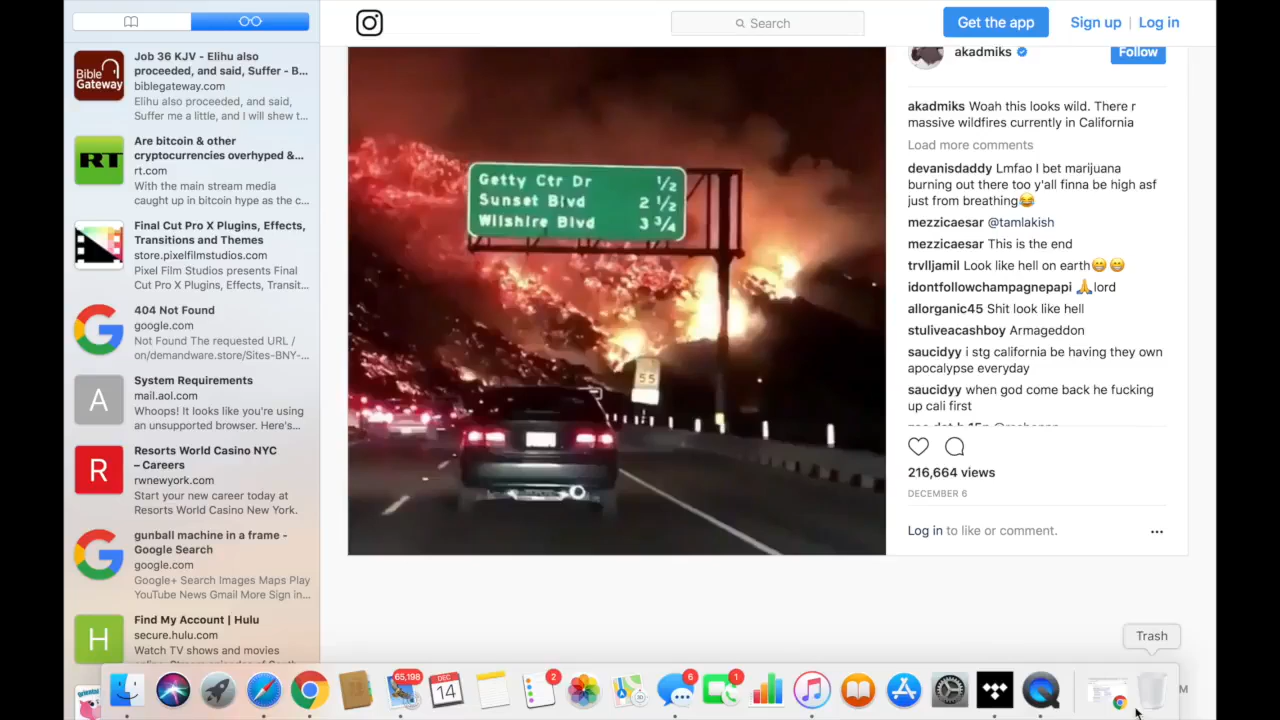 Search
Get the app
Sign up | Log in
Bible
Gateway
Job 36 KJV - Elihu also
proceeded, and said, Suffer - B...
biblegateway.com
Elihu also proceeded, and said,
Suffer me a little, and I will shew t...
RT
Are bitcoin & other
cryptocurrencies overhyped &...
rt.com
With the main stream media
caught up in bitcoin hype as the c...
Final Cut Pro X Plugins, Effects,
Transitions and Themes
store.pixelfilmstudios.com
Pixel Film Studios presents Final
Cut Pro X Plugins, Effects, Transit...
404 Not Found
google.com
Not Found The requested URL /
on/demandware.store/Sites-BNY-...
A
System Requirements
mail.aol.com
Whoops! It looks like you're using
an unsupported browser. Here's...
R
Resorts World Casino NYC
– Careers
rwnewyork.com
Start your new career today at
Resorts World Casino New York.
gunball machine in a frame -
Google Search
google.com
Google+ Search Images Maps Play
YouTube News Gmail More Sign in...
H
Find My Account | Hulu
secure.hulu.com
Watch TV shows and movies
Getty Ctr Dr 1/2
Sunset Blvd 2 1/2
Wilshire Blvd 3 3/4
55
akadmiks
Follow
akadmiks Woah this looks wild. There r
massive wildfires currently in California
Load more comments
devanisdaddy Lmfao I bet marijuana
burning out there too y'all finna be high asf
just from breathing😂
mezzicaesar @tamlakish
mezzicaesar This is the end
trvlljamil Look like hell on earth😁😁
idontfollowchampagnepapi 🙏lord
allorganic45 Shit look like hell
stuliveacashboy Armageddon
saucidyy i stg california be having they own
apocalypse everyday
saucidyy when god come back he fucking
up cali first
216,664 views
DECEMBER 6
Log in to like or comment.
Trash
65,198
DEC
14
2
3D
6
1
M